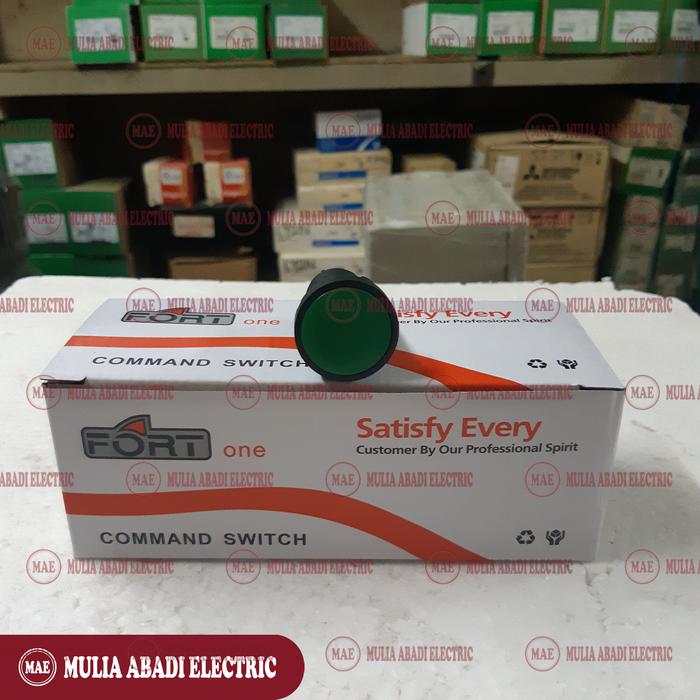 FORT one
Satisfy Every
Customer By Our Professional Spirit
COMMAND SWITCH
FORT one
Satisfy Every
Customer By Our Professional Spirit
COMMAND SWITCH
MAE MULIA ABADI ELECTRIC